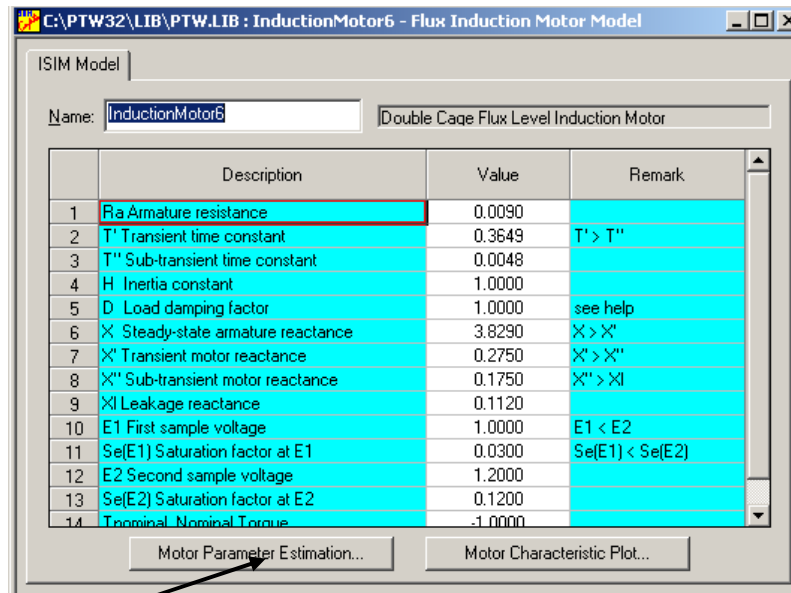 C:\PTW32\LIB\PTW.LIB : InductionMotor6 - Flux Induction Motor Model
ISIM Model
Name: InductionMotor6 Double Cage Flux Level Induction Motor
Description Value Remark
1 Ra Armature resistance 0.0090
2 T' Transient time constant 0.3649 T' > T''
3 T'' Sub-transient time constant 0.0048
4 H Inertia constant 1.0000
5 D Load damping factor 1.0000 see help
6 X Steady-state armature reactance 3.8290 X > X'
7 X' Transient motor reactance 0.2750 X' > X''
8 X'' Sub-transient motor reactance 0.1750 X'' > Xl
9 Xl Leakage reactance 0.1120
10 E1 First sample voltage 1.0000 E1 < E2
11 Se(E1) Saturation factor at E1 0.0300 Se(E1) < Se(E2)
12 E2 Second sample voltage 1.2000
13 Se(E2) Saturation factor at E2 0.1200
14 Tnominal Nominal Torque -1.0000
Motor Parameter Estimation... Motor Characteristic Plot...